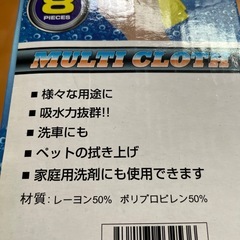 8
PIECES
MULTI CLOTH
■ 様々な用途に
■ 吸水力抜群!!
■ 洗車にも
■ ペットの拭き上げ
■ 家庭用洗剤にも使用できます
材質:レーヨン50% ポリプロピレン50%